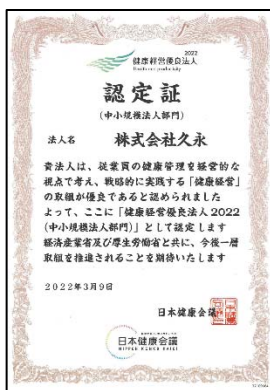 2022
健康経営優良法人
Health and productivity
認定証
(中小規模法人部門)
法人名 株式会社久永
貴法人は、従業員の健康管理を経営的な
視点で考え、戦略的に実践する「健康経営」
の取組が優良であると認められました
よって、ここに「健康経営優良法人2022
(中小規模法人部門)」として認定します
経済産業省及び厚生労働省と共に、今後一層
取組を推進されることを期待いたします
2022年3月9日
日本健康会議
日本健康会議
NIPPON KENKO KAIGI